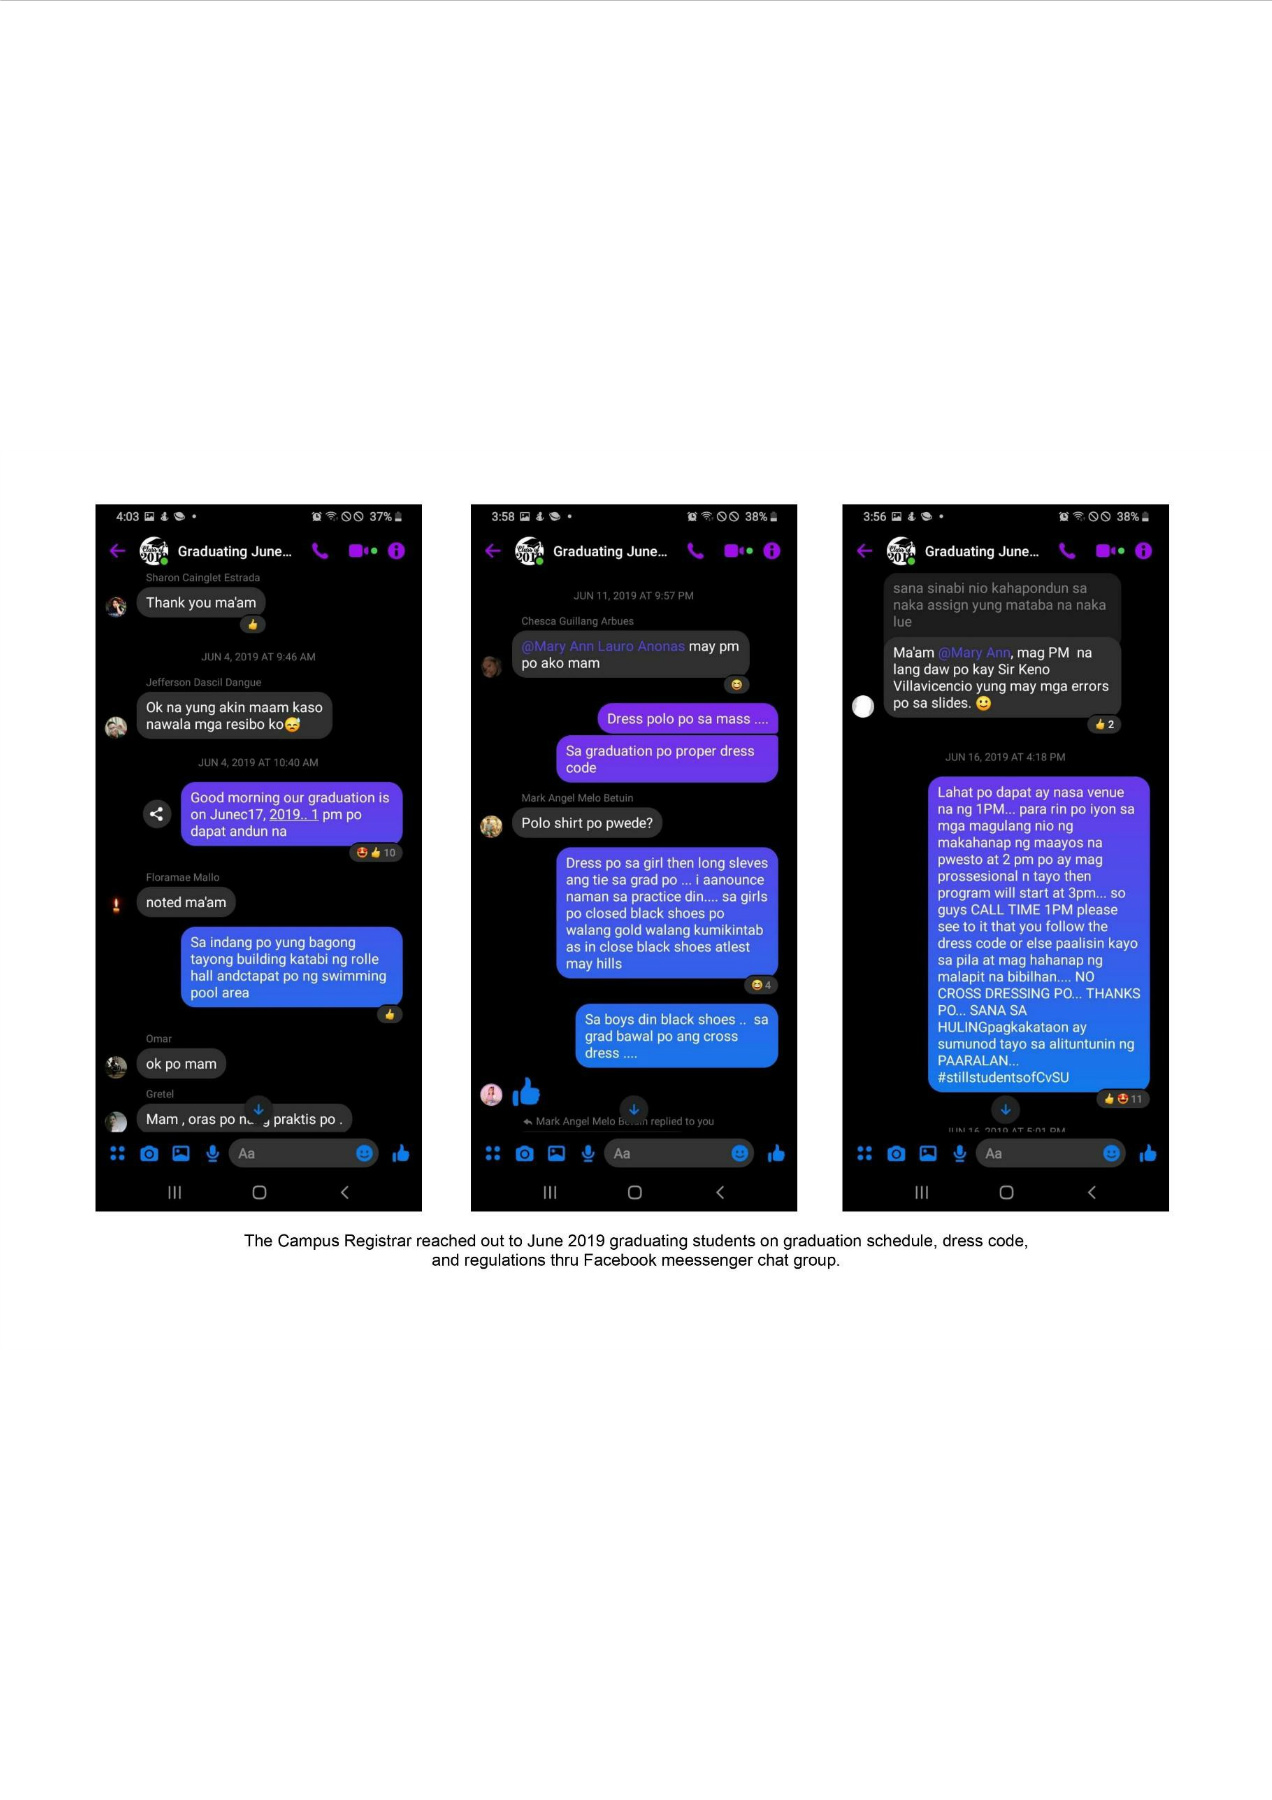 4:03
37%
Graduating June...
Sharon Cainglet Estrada
Thank you ma'am
JUN 4, 2019 AT 9:46 AM
Jefferson Dascil Dangue
Ok na yung akin maam kaso
nawala mga resibo ko😅
JUN 4, 2019 AT 10:40 AM
Good morning our graduation is
on Junec17, 2019.. 1 pm po
dapat andun na
10
Floramae Mallo
noted ma'am
Sa indang po yung bagong
tayong building katabi ng rolle
hall andctapat po ng swimming
pool area
Omar
ok po mam
Gretel
Mam , oras po praktis po .
Aa
3:58
38%
Graduating June...
JUN 11, 2019 AT 9:57 PM
Chesca Guillang Arbues
@Mary Ann Lauro Anonas may pm
po ako mam
Dress polo po sa mass ....
Sa graduation po proper dress
code
Mark Angel Melo Betuin
Polo shirt po pwede?
Dress po sa girl then long sleves
ang tie sa grad po ... i aanounce
naman sa practice din.... sa girls
po closed black shoes po
walang gold walang kumikintab
as in close black shoes atlest
may hills
4
Sa boys din black shoes .. sa
grad bawal po ang cross
dress ....
Mark Angel Melo Betuin replied to you
Aa
3:56
38%
Graduating June...
sana sinabi nio kahapondun sa
naka assign yung mataba na naka
lue
Ma'am @Mary Ann, mag PM na
lang daw po kay Sir Keno
Villavicencio yung may mga errors
po sa slides. 😀
2
JUN 16, 2019 AT 4:18 PM
Lahat po dapat ay nasa venue
na ng 1PM... para rin po iyon sa
mga magulang nio ng
makahanap ng maayos na
pwesto at 2 pm po ay mag
prossesional n tayo then
program will start at 3pm... so
guys CALL TIME 1PM please
see to it that you follow the
dress code or else paalisin kayo
sa pila at mag hahanap ng
malapit na bibilhan.... NO
CROSS DRESSING PO... THANKS
PO... SANA SA
HULINGpagkakataon ay
sumunod tayo sa alituntunin ng
PAARALAN...
#stillstudentsofCvSU
11
JUN 16, 2019 AT 5:01 PM
Aa
The Campus Registrar reached out to June 2019 graduating students on graduation schedule, dress code,
and regulations thru Facebook meessenger chat group.